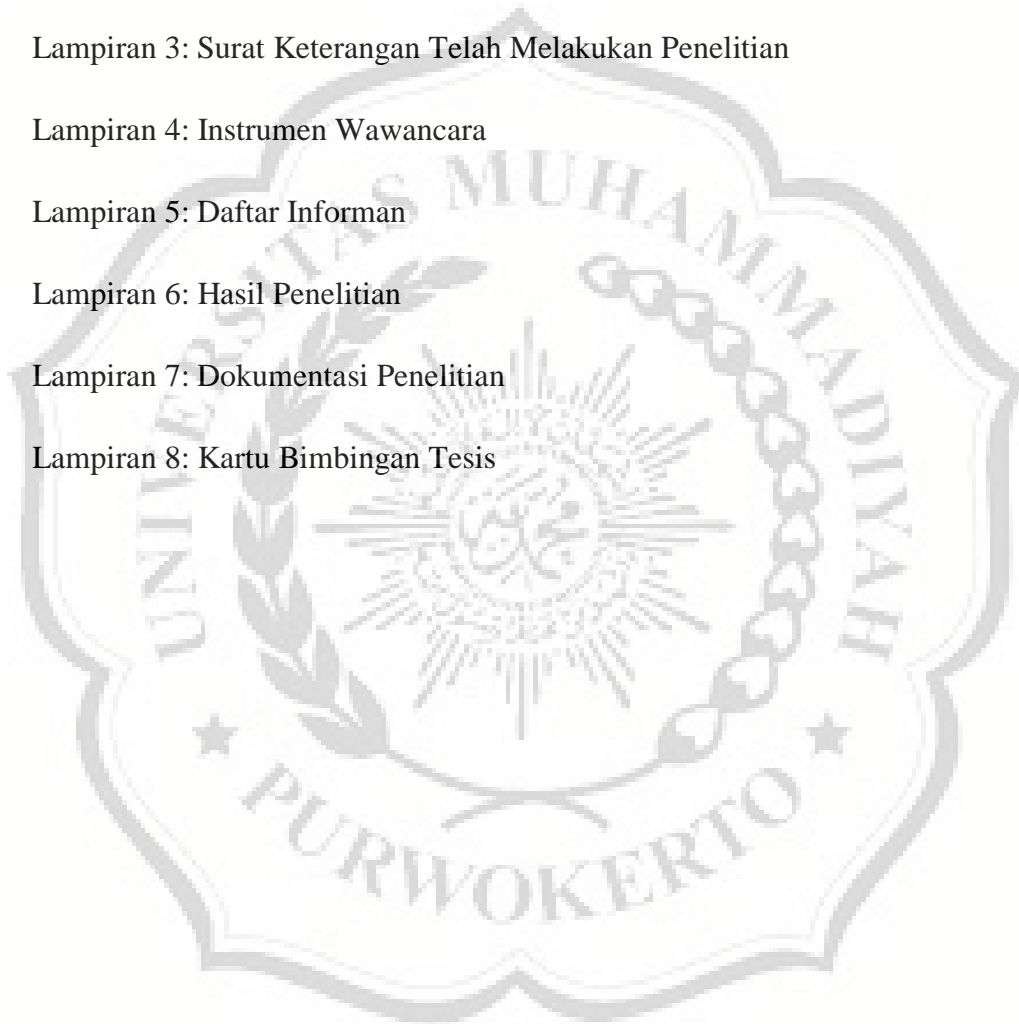 Lampiran 3: Surat Keterangan Telah Melakukan Penelitian
Lampiran 4: Instrumen Wawancara
Lampiran 5: Daftar Informan
Lampiran 6: Hasil Penelitian
Lampiran 7: Dokumentasi Penelitian
Lampiran 8: Kartu Bimbingan Tesis
UNIVERSITAS MUHAMMADIYAH
PURWOKERTO